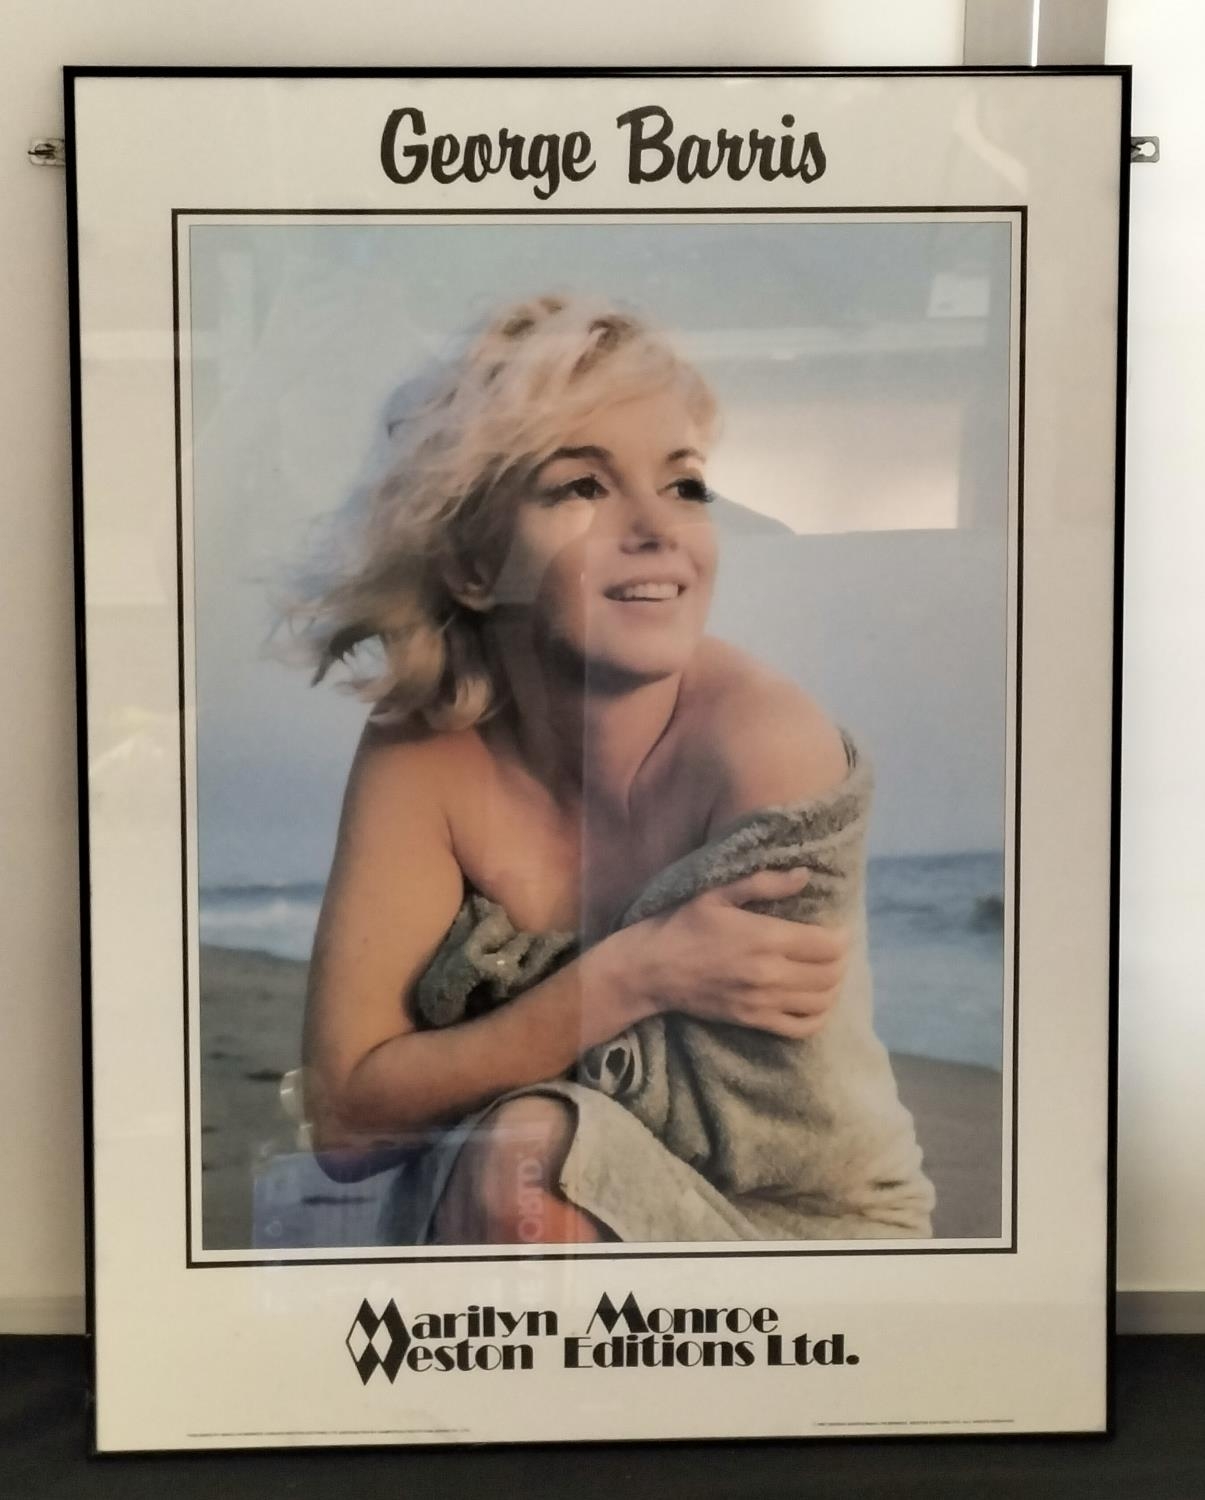 George Barris
Marilyn Monroe
Weston Editions Ltd.